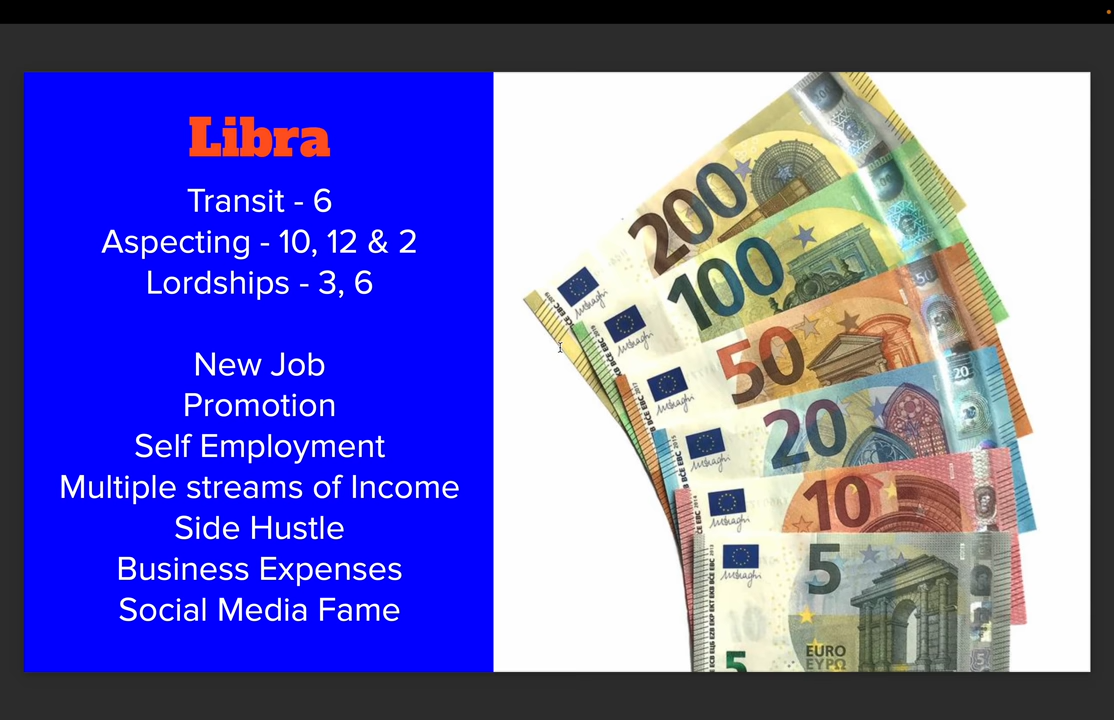 Libra
Transit - 6
Aspecting - 10, 12 & 2
Lordships - 3, 6
New Job
Promotion
Self Employment
Multiple streams of Income
Side Hustle
Business Expenses
Social Media Fame
200
100
50
20
10
5
EURO
ΕΥΡΩ
5